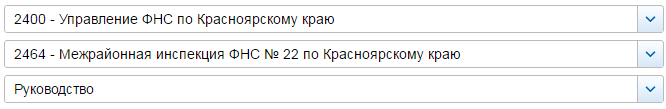 2400 - Управление ФНС по Красноярскому краю
2464 - Межрайонная инспекция ФНС № 22 по Красноярскому краю
Руководство